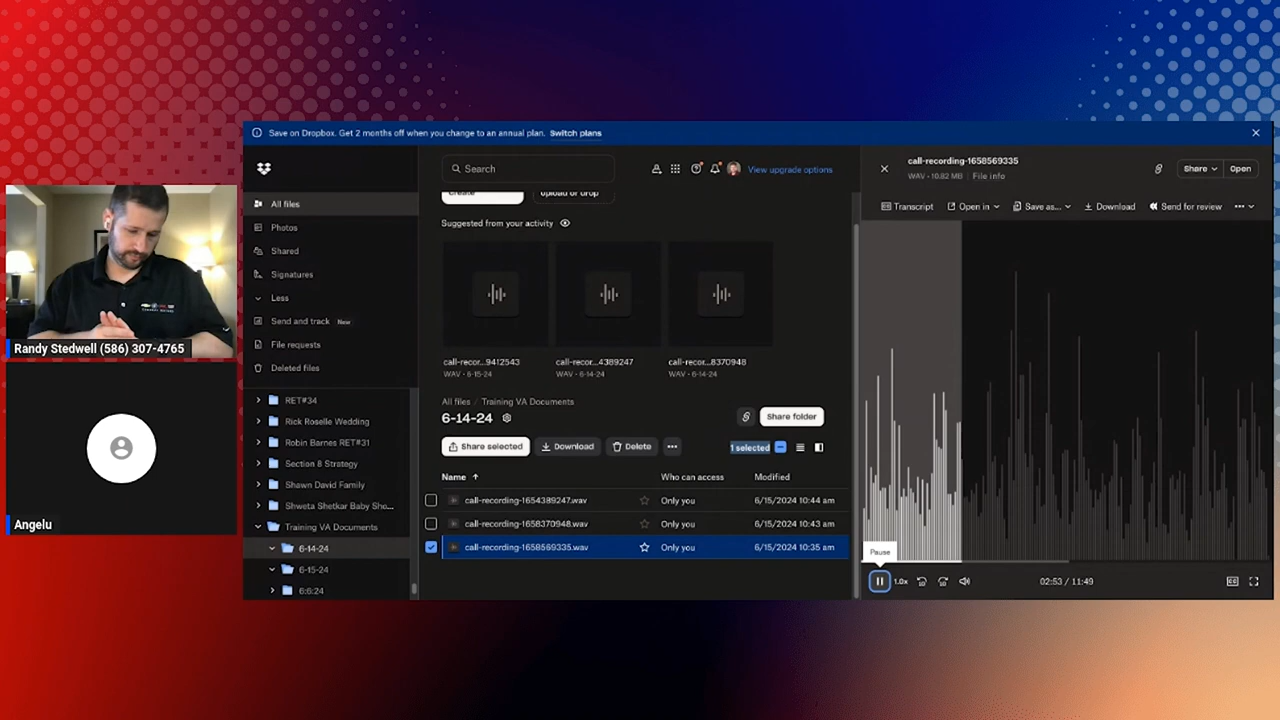 Save on Dropbox. Get 2 months off when you change to an annual plan. Switch plans
Search
View upgrade options
All files
Photos
Shared
Signatures
Less
Send and track New
File requests
Deleted files
RET#34
Rick Roselle Wedding
Robin Barnes RET#31
Section 8 Strategy
Shawn David Family
Shweta Shetkar Baby Sho...
Training VA Documents
6-14-24
6-15-24
6:6:24
Create
upload or drop
Suggested from your activity
call-recor...9412543
WAV • 6-15-24
call-recor...4389247
WAV • 6-14-24
call-recor...8370948
WAV • 6-14-24
All files / Training VA Documents
6-14-24
Share folder
Share selected
Download
Delete
1 selected
Name
Who can access
Modified
call-recording-1654389247.wav
Only you
6/15/2024 10:44 am
call-recording-1658370948.wav
Only you
6/15/2024 10:43 am
call-recording-1658569335.wav
Only you
6/15/2024 10:35 am
call-recording-1658569335
WAV • 10.82 MB
File info
Share
Open
Transcript
Open in
Save as...
Download
Send for review
Pause
1.0x
02:53 / 11:49
Randy Stedwell (586) 307-4765
Angelu